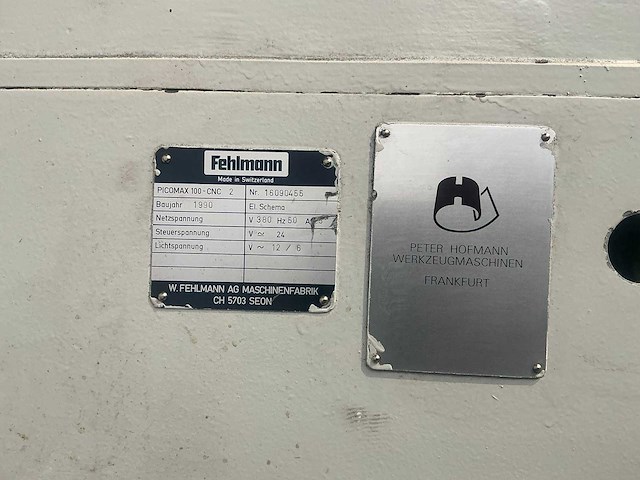 Fehlmann
Made in Switzerland
PICOMAX 100-CNC 2 Nr. 16090466
Baujahr 1990 El. Schema
Netzspannung V 380 Hz 50 A
Steuerspannung V ≃ 24
Lichtspannung V ~ 12 / 6
W. FEHLMANN AG MASCHINENFABRIK
CH 5703 SEON
PETER HOFMANN
WERKZEUGMASCHINEN
FRANKFURT